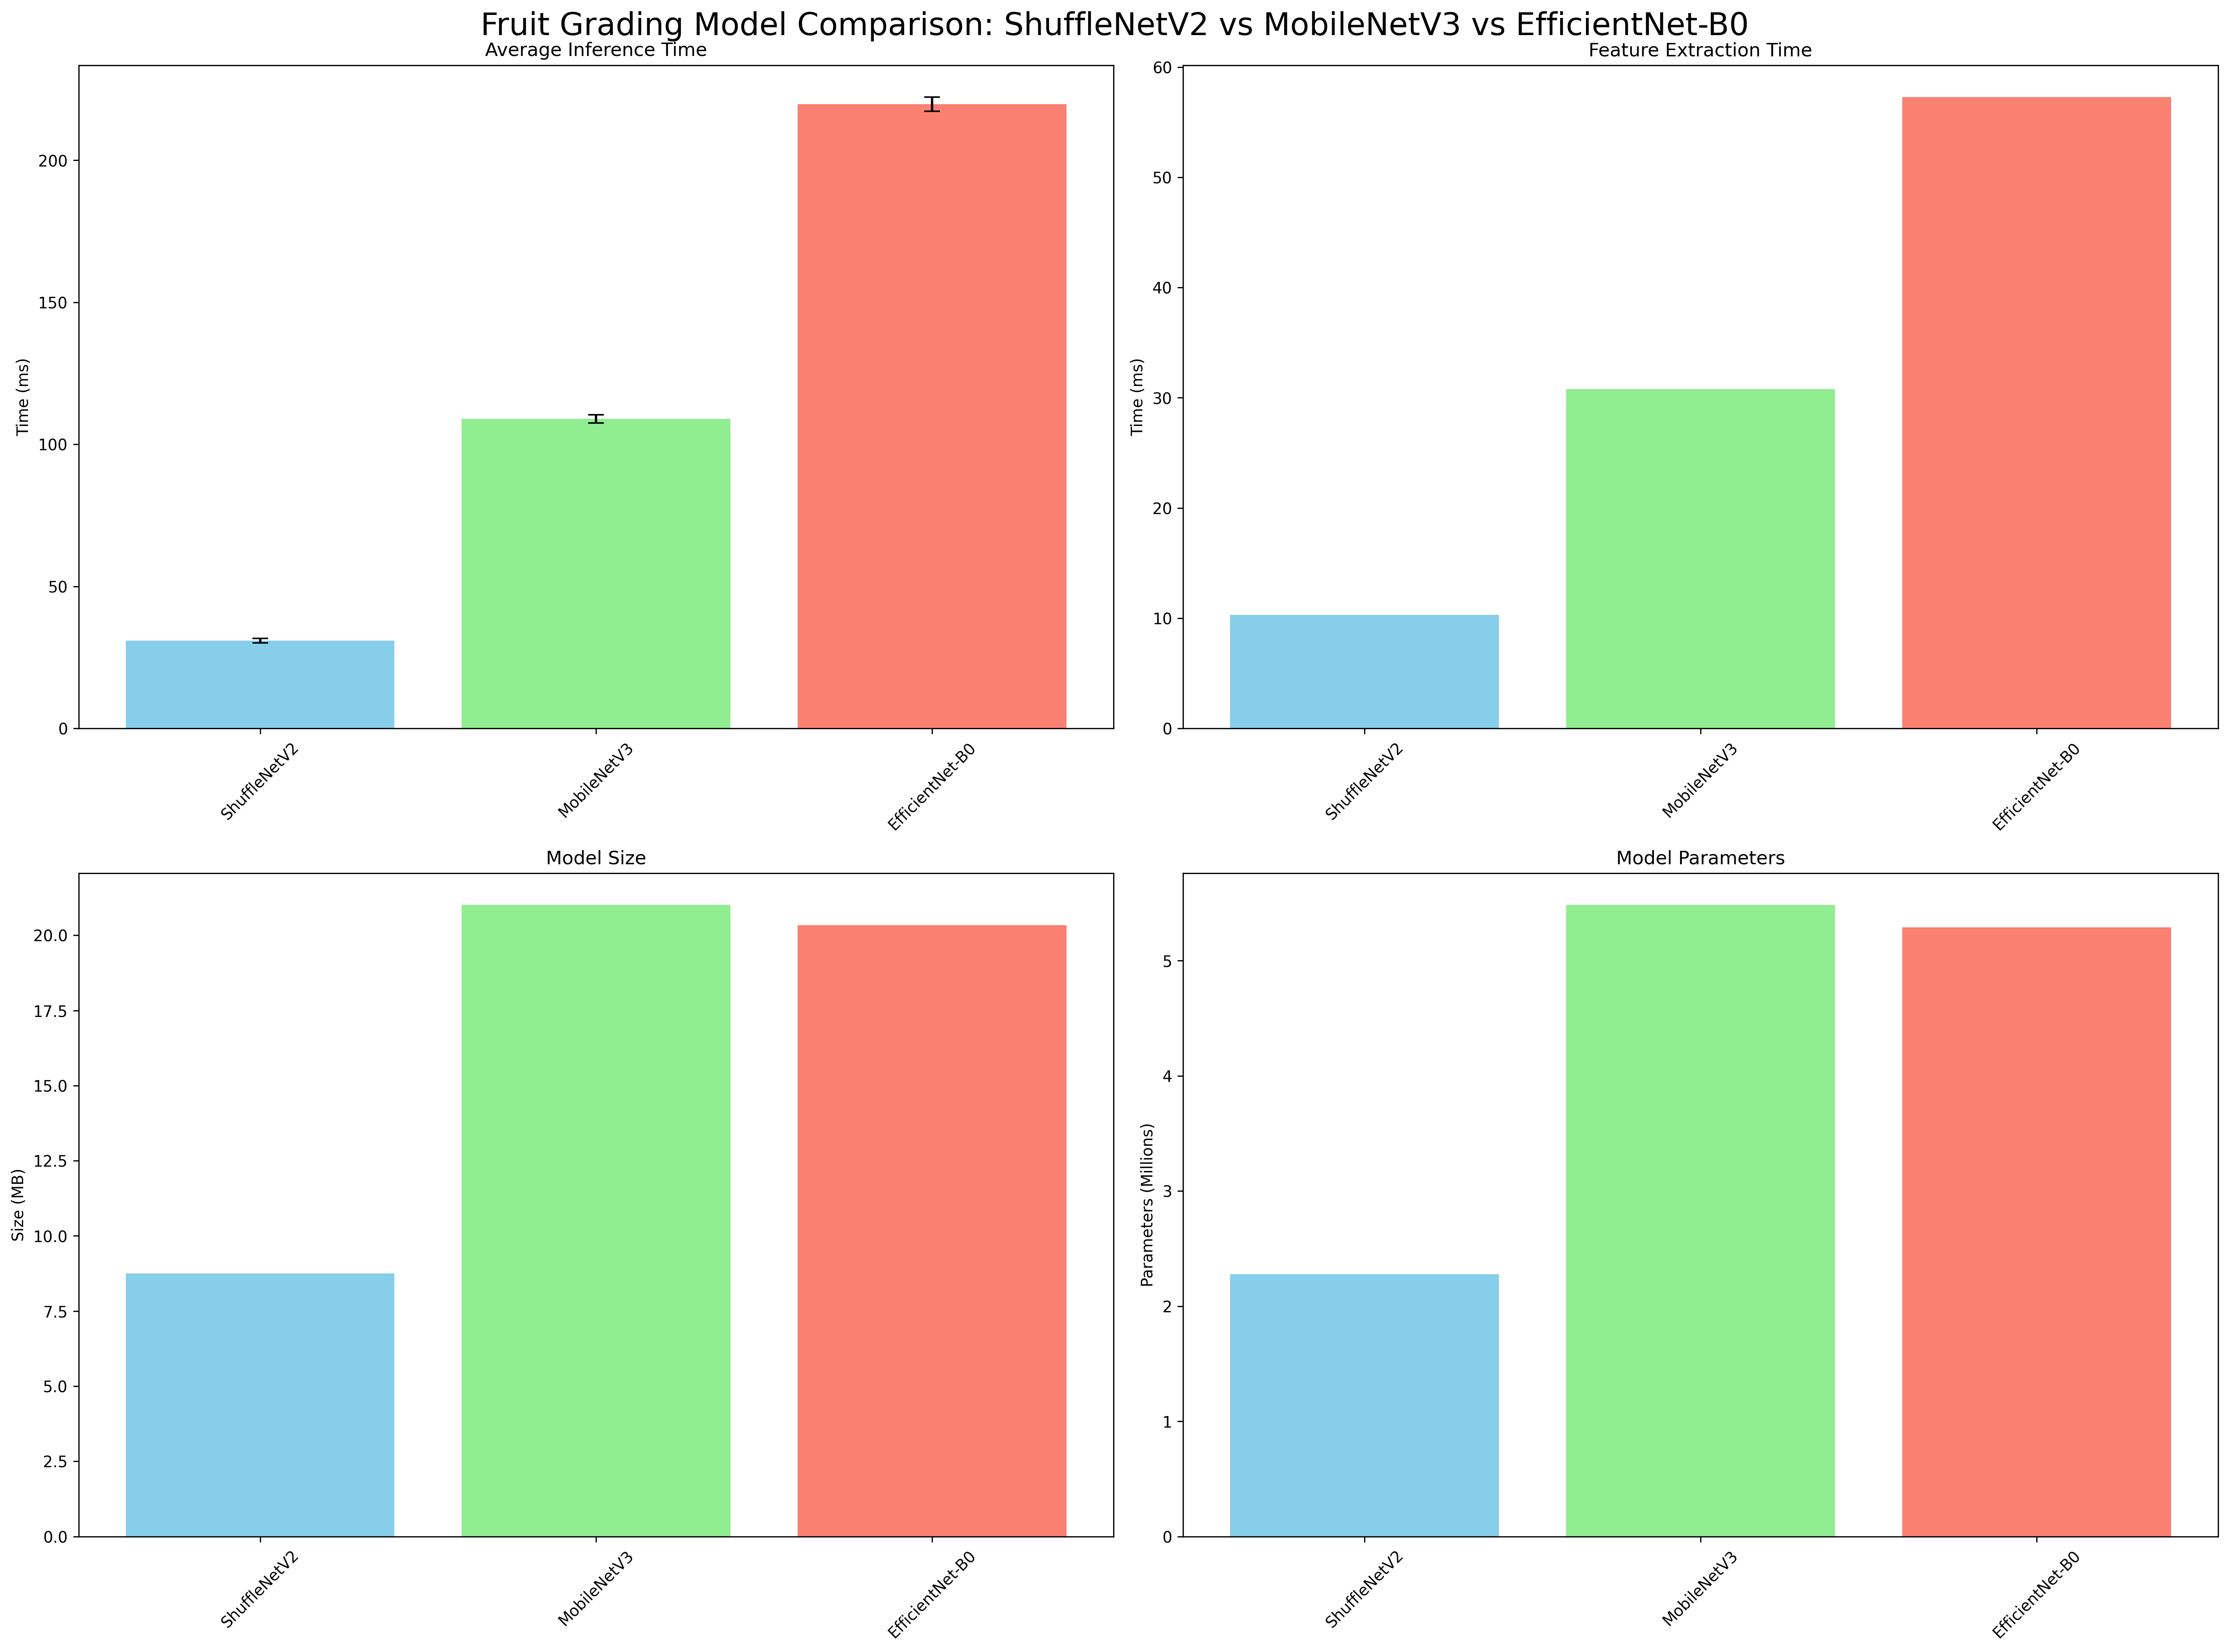 Fruit Grading Model Comparison: ShuffleNetV2 vs MobileNetV3 vs EfficientNet-B0
Average Inference Time
Time (ms)
200
150
100
50
0
ShuffleNetV2
MobileNetV3
EfficientNet-B0
Feature Extraction Time
Time (ms)
60
50
40
30
20
10
0
ShuffleNetV2
MobileNetV3
EfficientNet-B0
Model Size
Size (MB)
20.0
17.5
15.0
12.5
10.0
7.5
5.0
2.5
0.0
ShuffleNetV2
MobileNetV3
EfficientNet-B0
Model Parameters
Parameters (Millions)
5
4
3
2
1
0
ShuffleNetV2
MobileNetV3
EfficientNet-B0